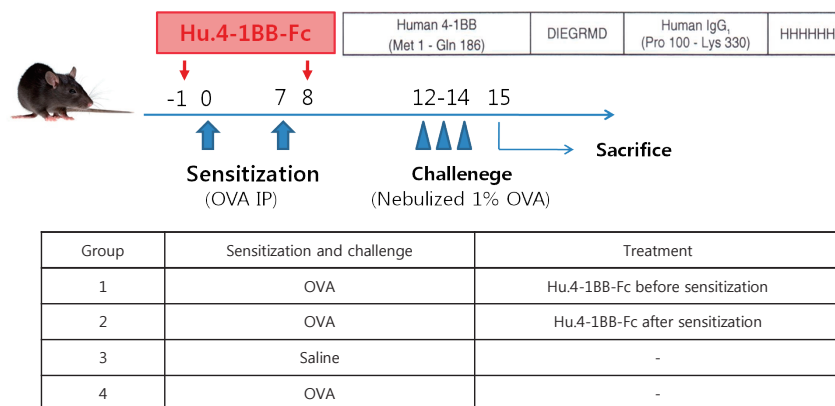 Hu.4-1BB-Fc
Human 4-1BB
(Met 1 - Gln 186)
DIEGRMD
Human IgG1
(Pro 100 - Lys 330)
HHHHHH
-1 0 7 8 12-14 15
Sensitization
(OVA IP)
Challenege
(Nebulized 1% OVA)
Sacrifice
Group Sensitization and challenge Treatment
1 OVA Hu.4-1BB-Fc before sensitization
2 OVA Hu.4-1BB-Fc after sensitization
3 Saline -
4 OVA -